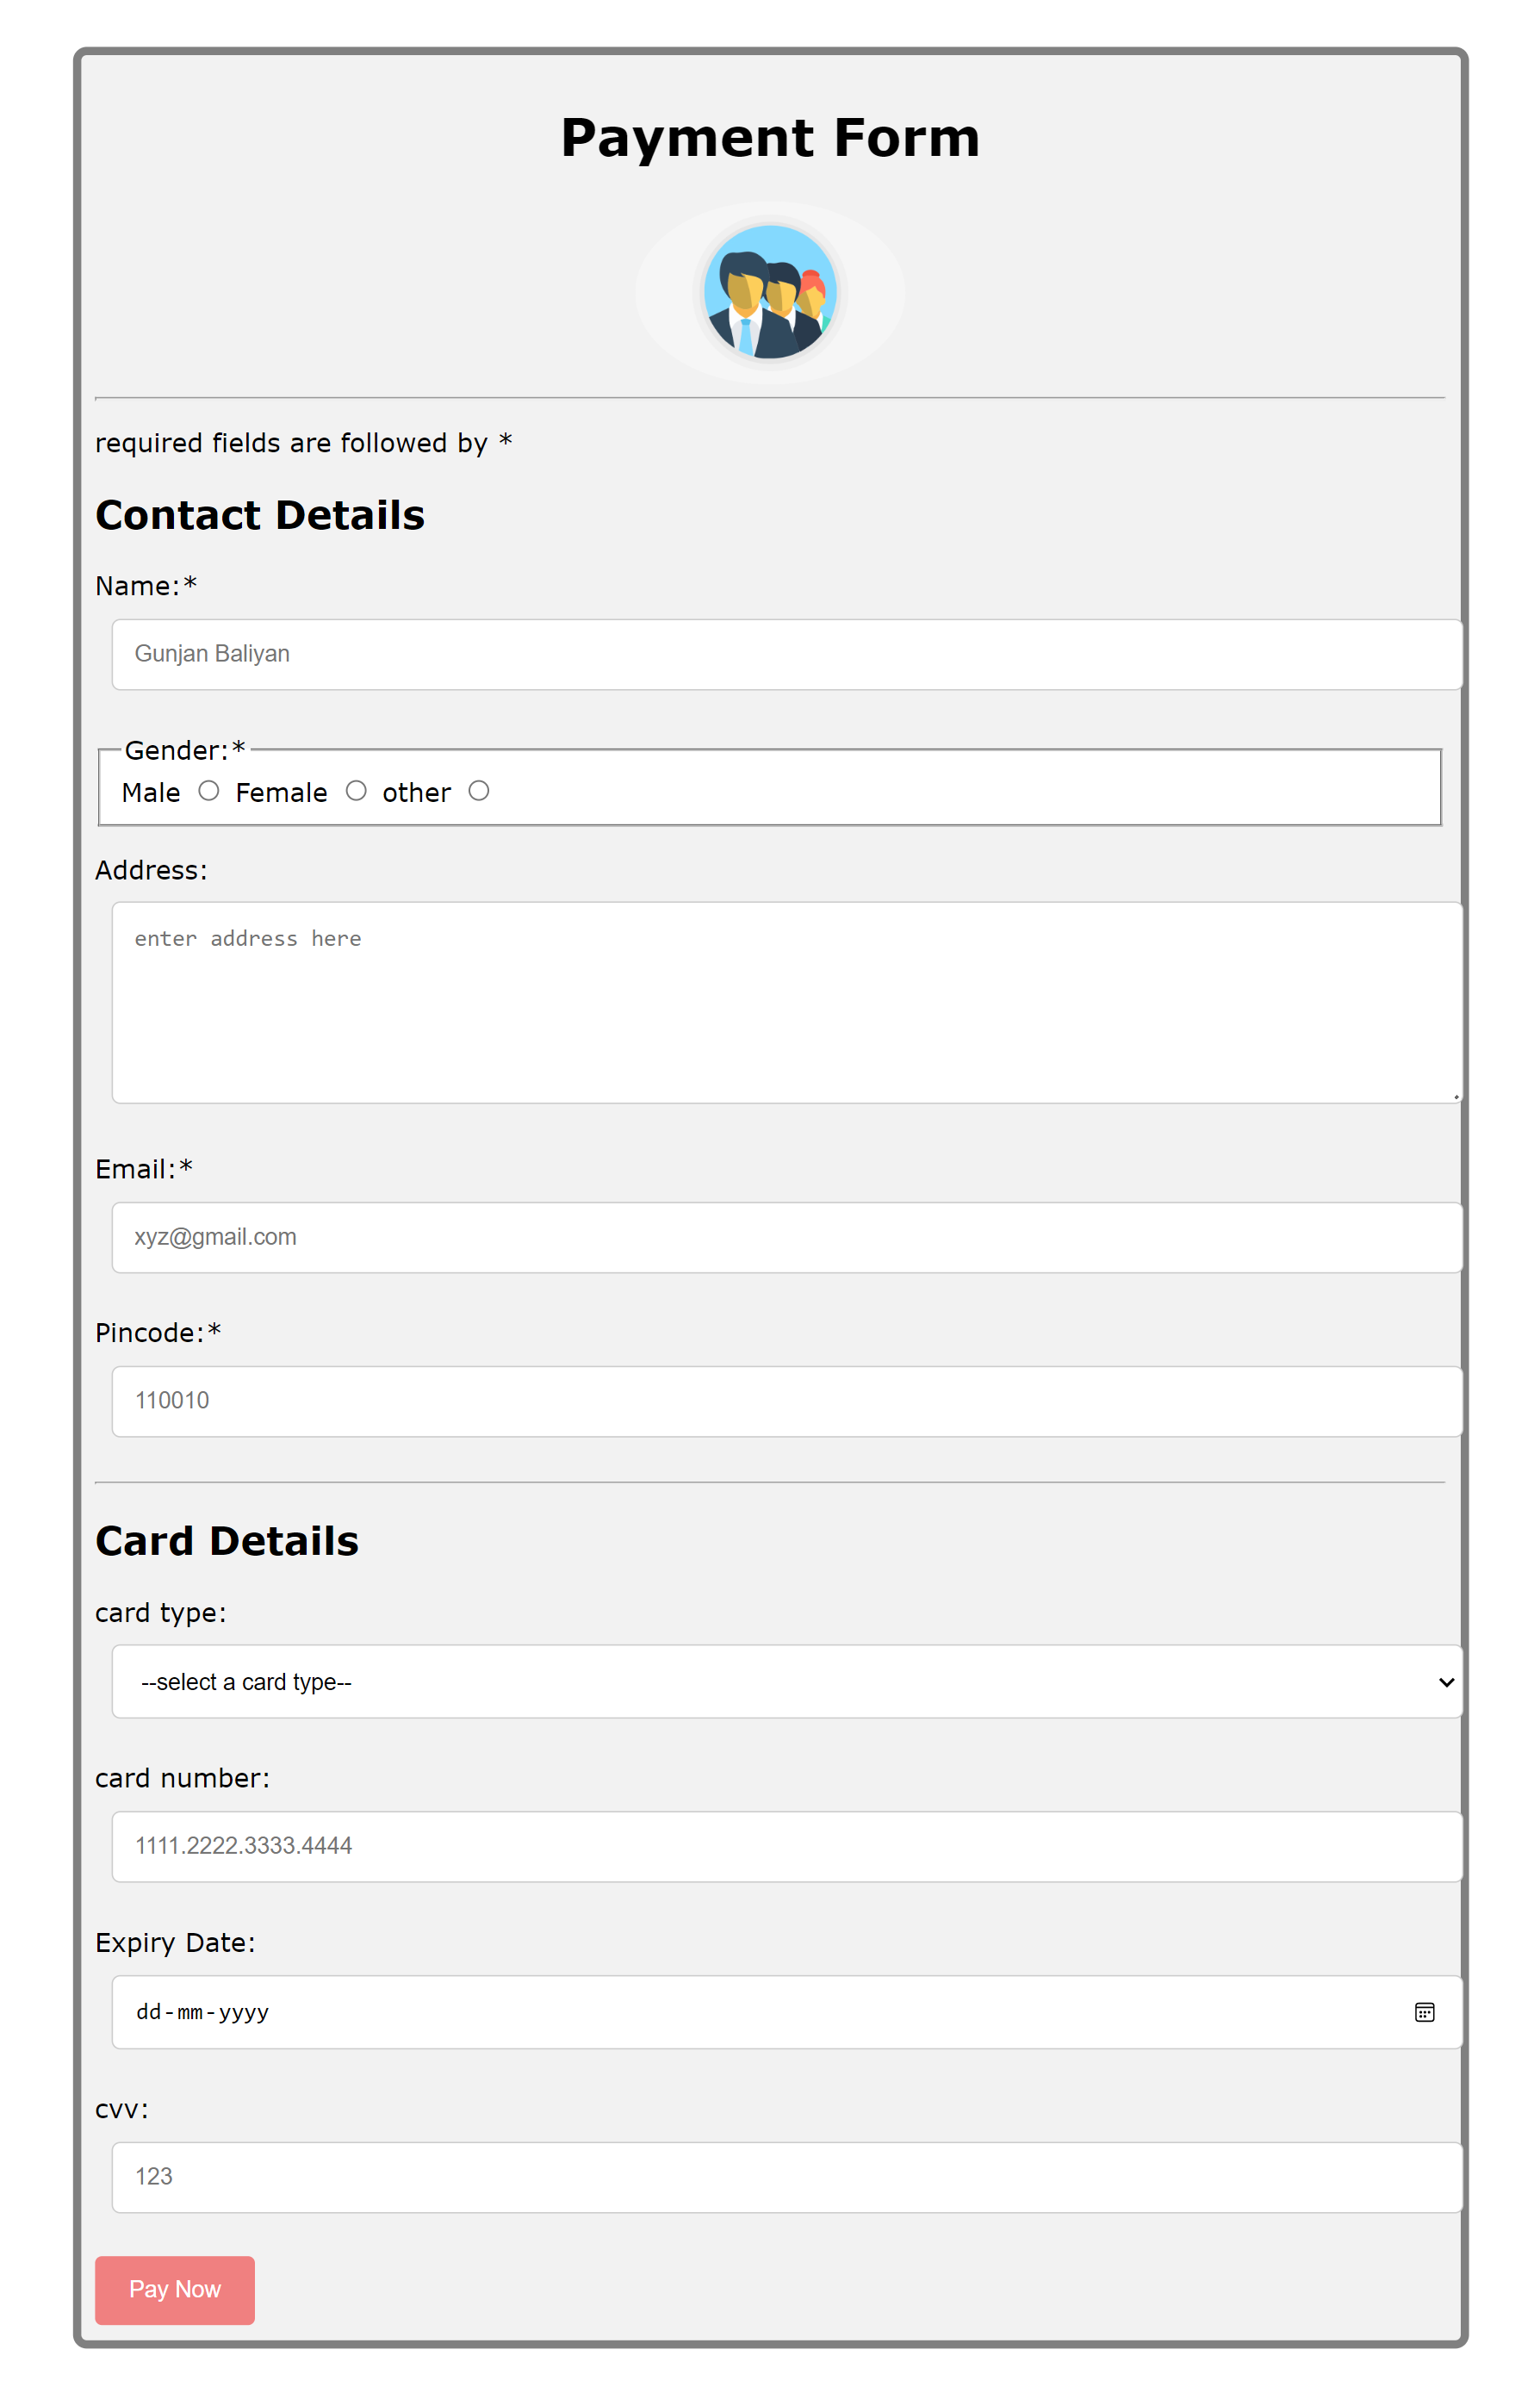 Payment Form
required fields are followed by *
Contact Details
Name:*
Gunjan Baliyan
Gender:*
Male Female other
Address:
enter address here
Email:*
xyz@gmail.com
Pincode:*
110010
Card Details
card type:
--select a card type--
card number:
1111.2222.3333.4444
Expiry Date:
dd-mm-yyyy
cvv:
123
Pay Now